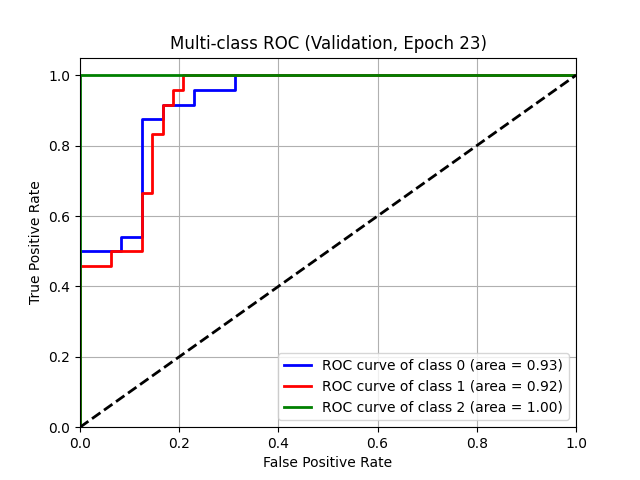 Multi-class ROC (Validation, Epoch 23)
1.0
0.8
0.6
0.4
0.2
0.0
True Positive Rate
ROC curve of class 0 (area = 0.93)
ROC curve of class 1 (area = 0.92)
ROC curve of class 2 (area = 1.00)
0.0 0.2 0.4 0.6 0.8 1.0
False Positive Rate